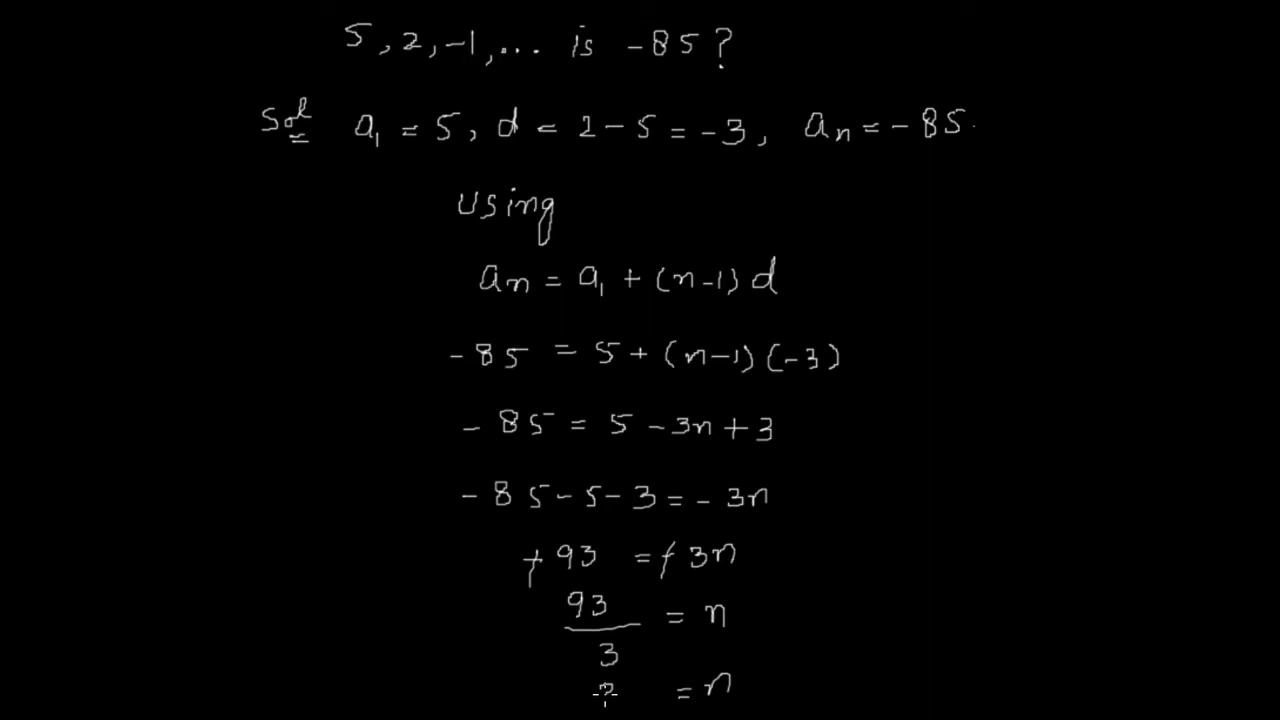 5, 2, -1, ... is -85?
Sol a₁ = 5, d = 2 - 5 = -3, aₙ = -85.
using
aₙ = a₁ + (n-1) d
-85 = 5 + (n-1) (-3)
- 85 = 5 - 3n + 3
- 85 - 5 - 3 = - 3n
- 93 = - 3n
93
3
= n
= n